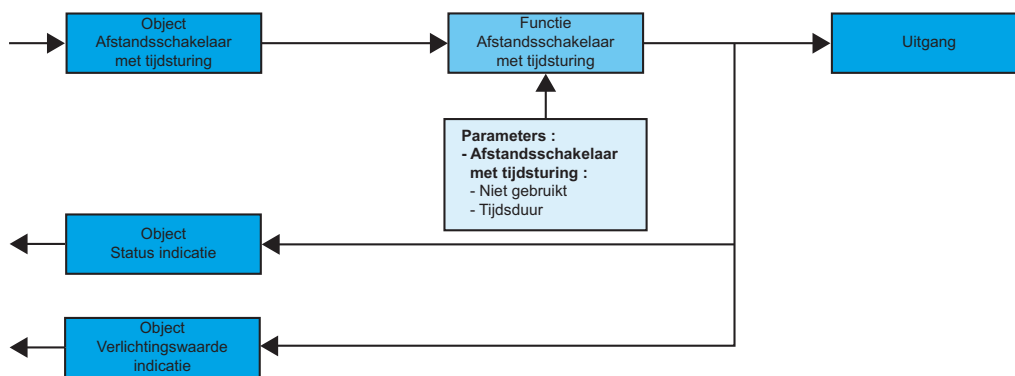 Object
Afstandsschakelaar
met tijdsturing
Functie
Afstandsschakelaar
met tijdsturing
Uitgang
Parameters :
- Afstandsschakelaar
met tijdsturing :
- Niet gebruikt
- Tijdsduur
Object
Status indicatie
Object
Verlichtingswaarde
indicatie